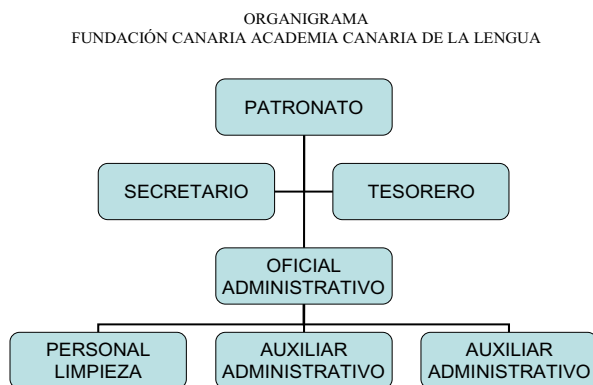 ORGANIGRAMA
FUNDACIÓN CANARIA ACADEMIA CANARIA DE LA LENGUA
PATRONATO
SECRETARIO
TESORERO
OFICIAL
ADMINISTRATIVO
PERSONAL
LIMPIEZA
AUXILIAR
ADMINISTRATIVO
AUXILIAR
ADMINISTRATIVO